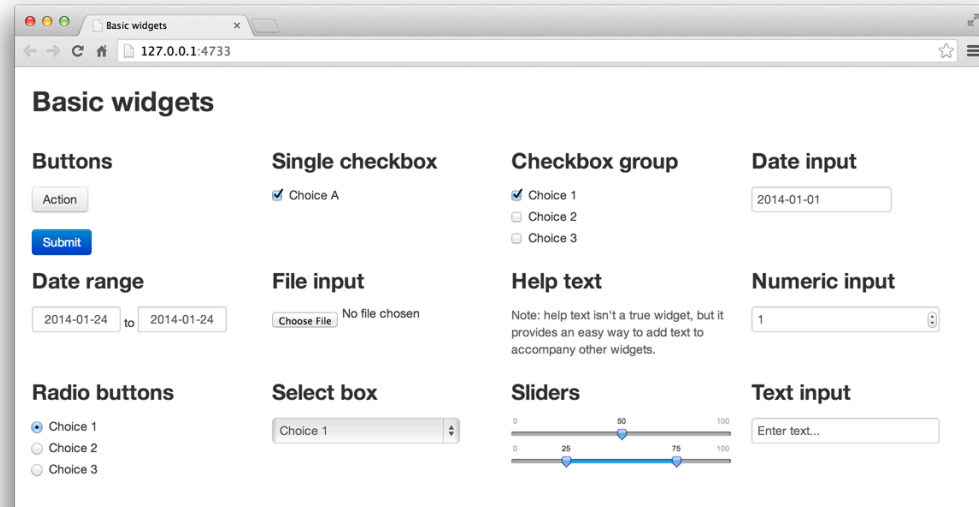 Basic widgets
127.0.0.1:4733
Basic widgets
Buttons
Action
Submit
Single checkbox
Choice A
Checkbox group
Choice 1
Choice 2
Choice 3
Date input
2014-01-01
Date range
2014-01-24 to 2014-01-24
File input
Choose File No file chosen
Help text
Note: help text isn't a true widget, but it
provides an easy way to add text to
accompany other widgets.
Numeric input
1
Radio buttons
Choice 1
Choice 2
Choice 3
Select box
Choice 1
Sliders
0 50 100
0 25 75 100
Text input
Enter text...